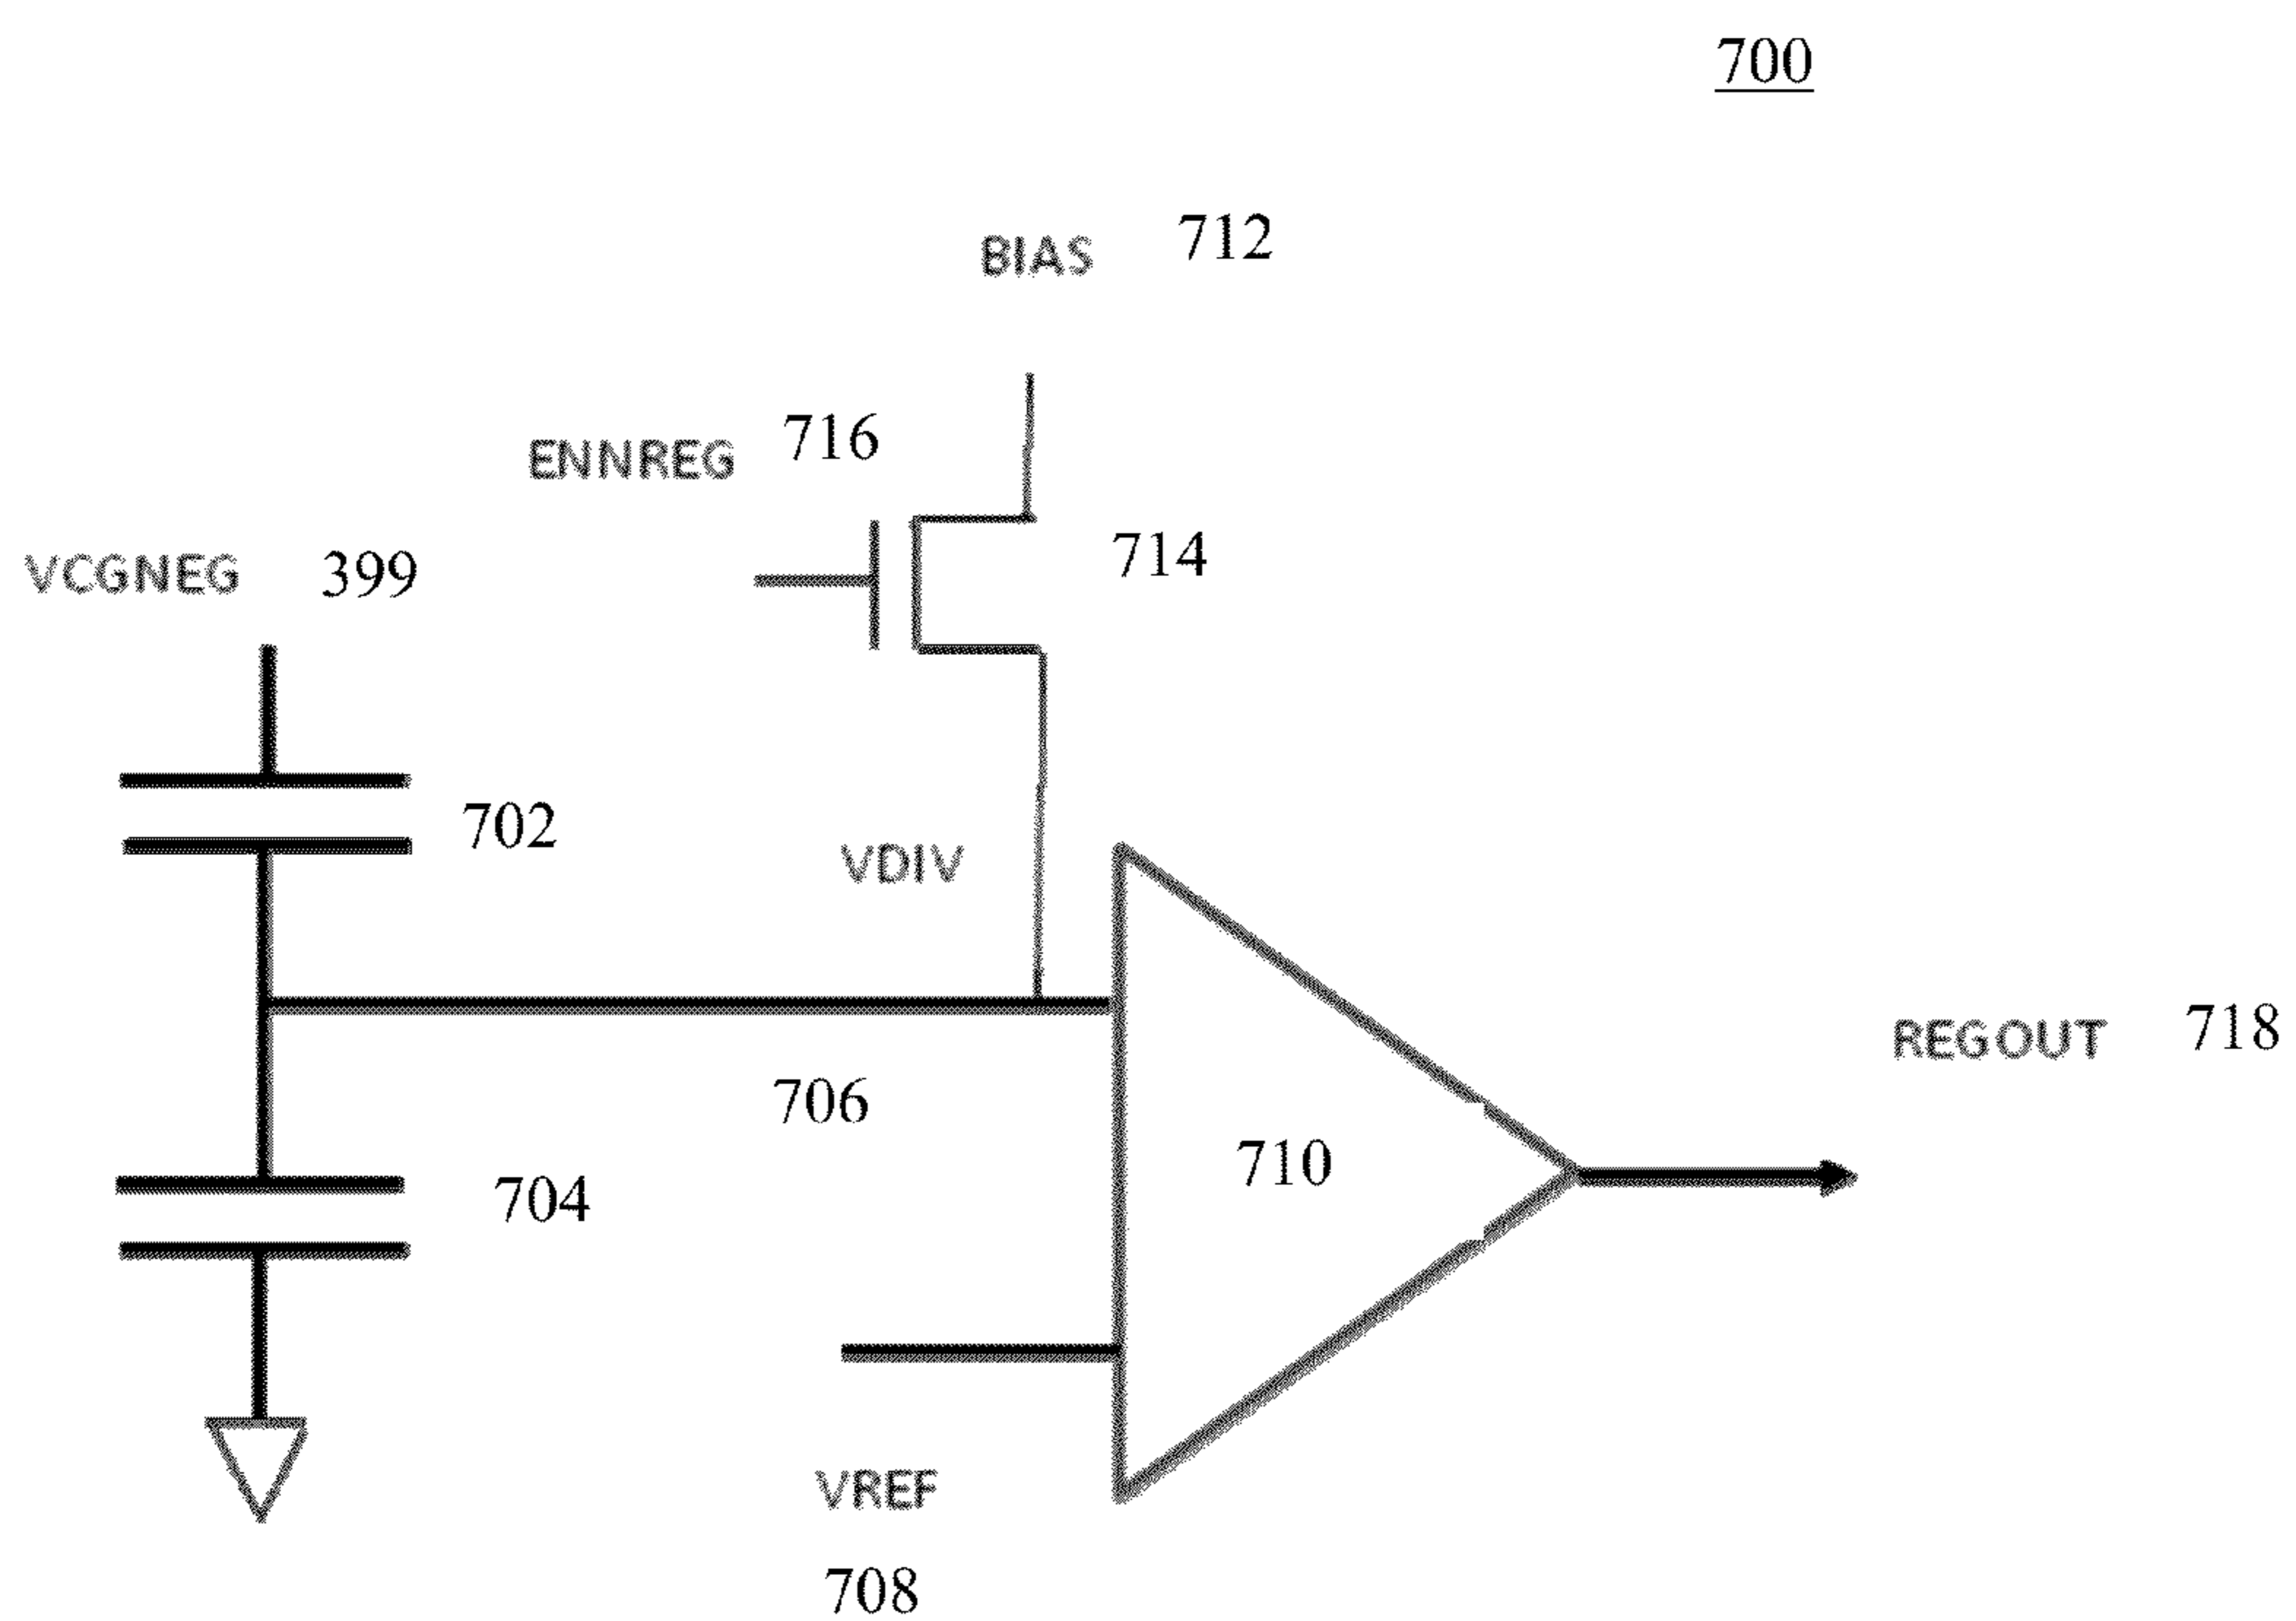 700
BIAS 712
ENNREG 716
VCGNEG 399
714
702
VDIV
706
REGOUT 718
710
704
VREF
708